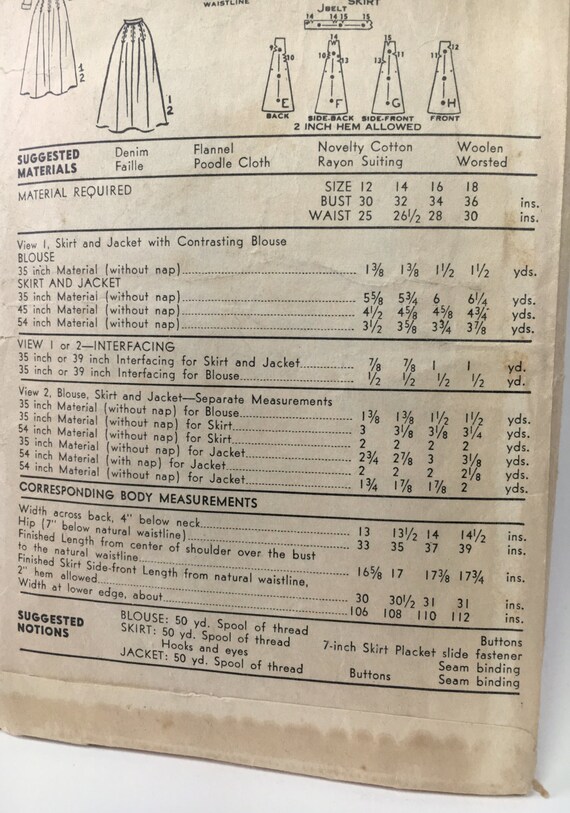 WAISTLINE
SKIRT
J BELT
14 14 15 15
1
2
1
2
9 10 E
14 10 13 F
15 12 11 G
11 12 H
BACK SIDE-BACK SIDE-FRONT FRONT
2 INCH HEM ALLOWED
SUGGESTED MATERIALS
Denim Flannel Novelty Cotton Woolen
Faille Poodle Cloth Rayon Suiting Worsted
MATERIAL REQUIRED
SIZE 12 14 16 18
BUST 30 32 34 36 ins.
WAIST 25 26½ 28 30 ins.
View 1, Skirt and Jacket with Contrasting Blouse
BLOUSE
35 inch Material (without nap) 1⅜ 1⅜ 1½ 1½ yds.
SKIRT AND JACKET
35 inch Material (without nap) 5⅝ 5¾ 6 6¼ yds.
45 inch Material (without nap) 4½ 4⅝ 4⅝ 4¾ yds.
54 inch Material (without nap) 3½ 3⅝ 3¾ 3⅞ yds.
VIEW 1 or 2—INTERFACING
35 inch or 39 inch Interfacing for Skirt and Jacket ⅞ ⅞ 1 1 yd.
35 inch or 39 inch Interfacing for Blouse ½ ½ ½ ½ yd.
View 2, Blouse, Skirt and Jacket—Separate Measurements
35 inch Material (without nap) for Blouse 1⅜ 1⅜ 1½ 1½ yds.
35 inch Material (without nap) for Skirt 3 3⅛ 3⅛ 3¼ yds.
54 inch Material (without nap) for Skirt 2 2 2 2 yds.
35 inch Material (without nap) for Jacket 2¾ 2⅞ 3 3⅛ yds.
54 inch Material (with nap) for Jacket 2 2 2 2⅛ yds.
54 inch Material (without nap) for Jacket 1¾ 1⅞ 1⅞ 2 yds.
CORRESPONDING BODY MEASUREMENTS
Width across back, 4" below neck 13 13½ 14 14½ ins.
Hip (7" below natural waistline) 33 35 37 39 ins.
Finished Length from center of shoulder over the bust
to the natural waistline 16⅝ 17 17⅜ 17¾ ins.
Finished Skirt Side-front Length from natural waistline,
2" hem allowed 30 30½ 31 31 ins.
Width at lower edge, about 106 108 110 112 ins.
SUGGESTED NOTIONS
BLOUSE: 50 yd. Spool of thread Buttons
SKIRT: 50 yd. Spool of thread 7-inch Skirt Placket slide fastener
Hooks and eyes Seam binding
JACKET: 50 yd. Spool of thread Buttons Seam binding